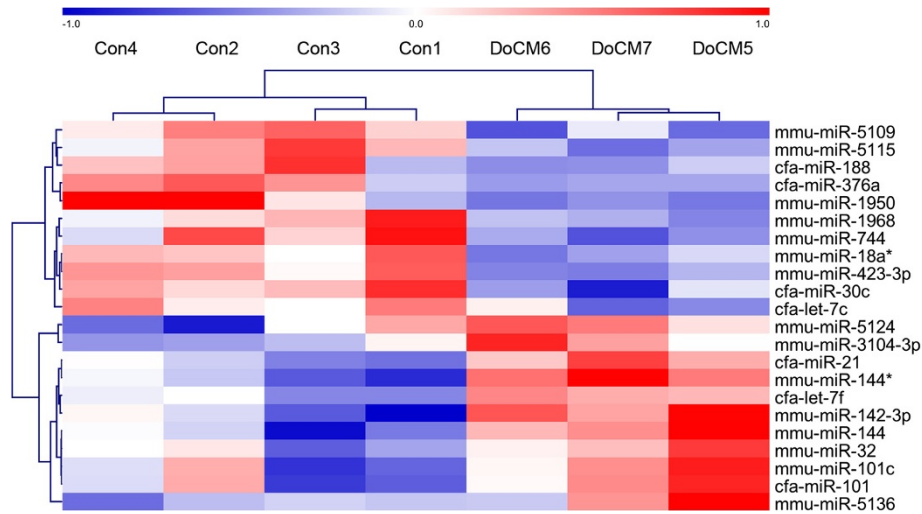 -1.0 0.0 1.0
Con4 Con2 Con3 Con1 DoCM6 DoCM7 DoCM5
mmu-miR-5109
mmu-miR-5115
cfa-miR-188
cfa-miR-376a
mmu-miR-1950
mmu-miR-1968
mmu-miR-744
mmu-miR-18a*
mmu-miR-423-3p
cfa-miR-30c
cfa-let-7c
mmu-miR-5124
mmu-miR-3104-3p
cfa-miR-21
mmu-miR-144*
cfa-let-7f
mmu-miR-142-3p
mmu-miR-144
mmu-miR-32
mmu-miR-101c
cfa-miR-101
mmu-miR-5136